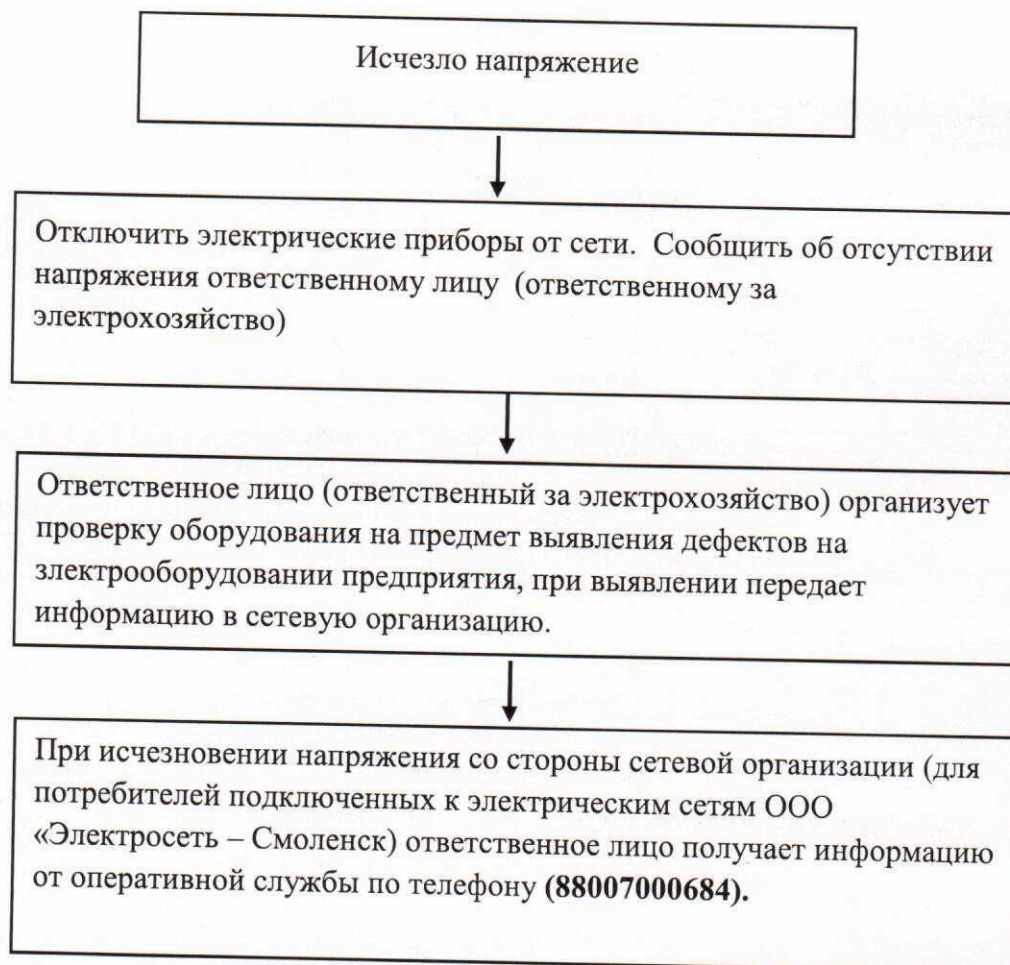 Исчезло напряжение
Отключить электрические приборы от сети. Сообщить об отсутствии
напряжения ответственному лицу (ответственному за
электрохозяйство)
Ответственное лицо (ответственный за электрохозяйство) организует
проверку оборудования на предмет выявления дефектов на
злектрооборудовании предприятия, при выявлении передает
информацию в сетевую организацию.
При исчезновении напряжения со стороны сетевой организации (для
потребителей подключенных к электрическим сетям ООО
«Электросеть – Смоленск) ответственное лицо получает информацию
от оперативной службы по телефону (88007000684).